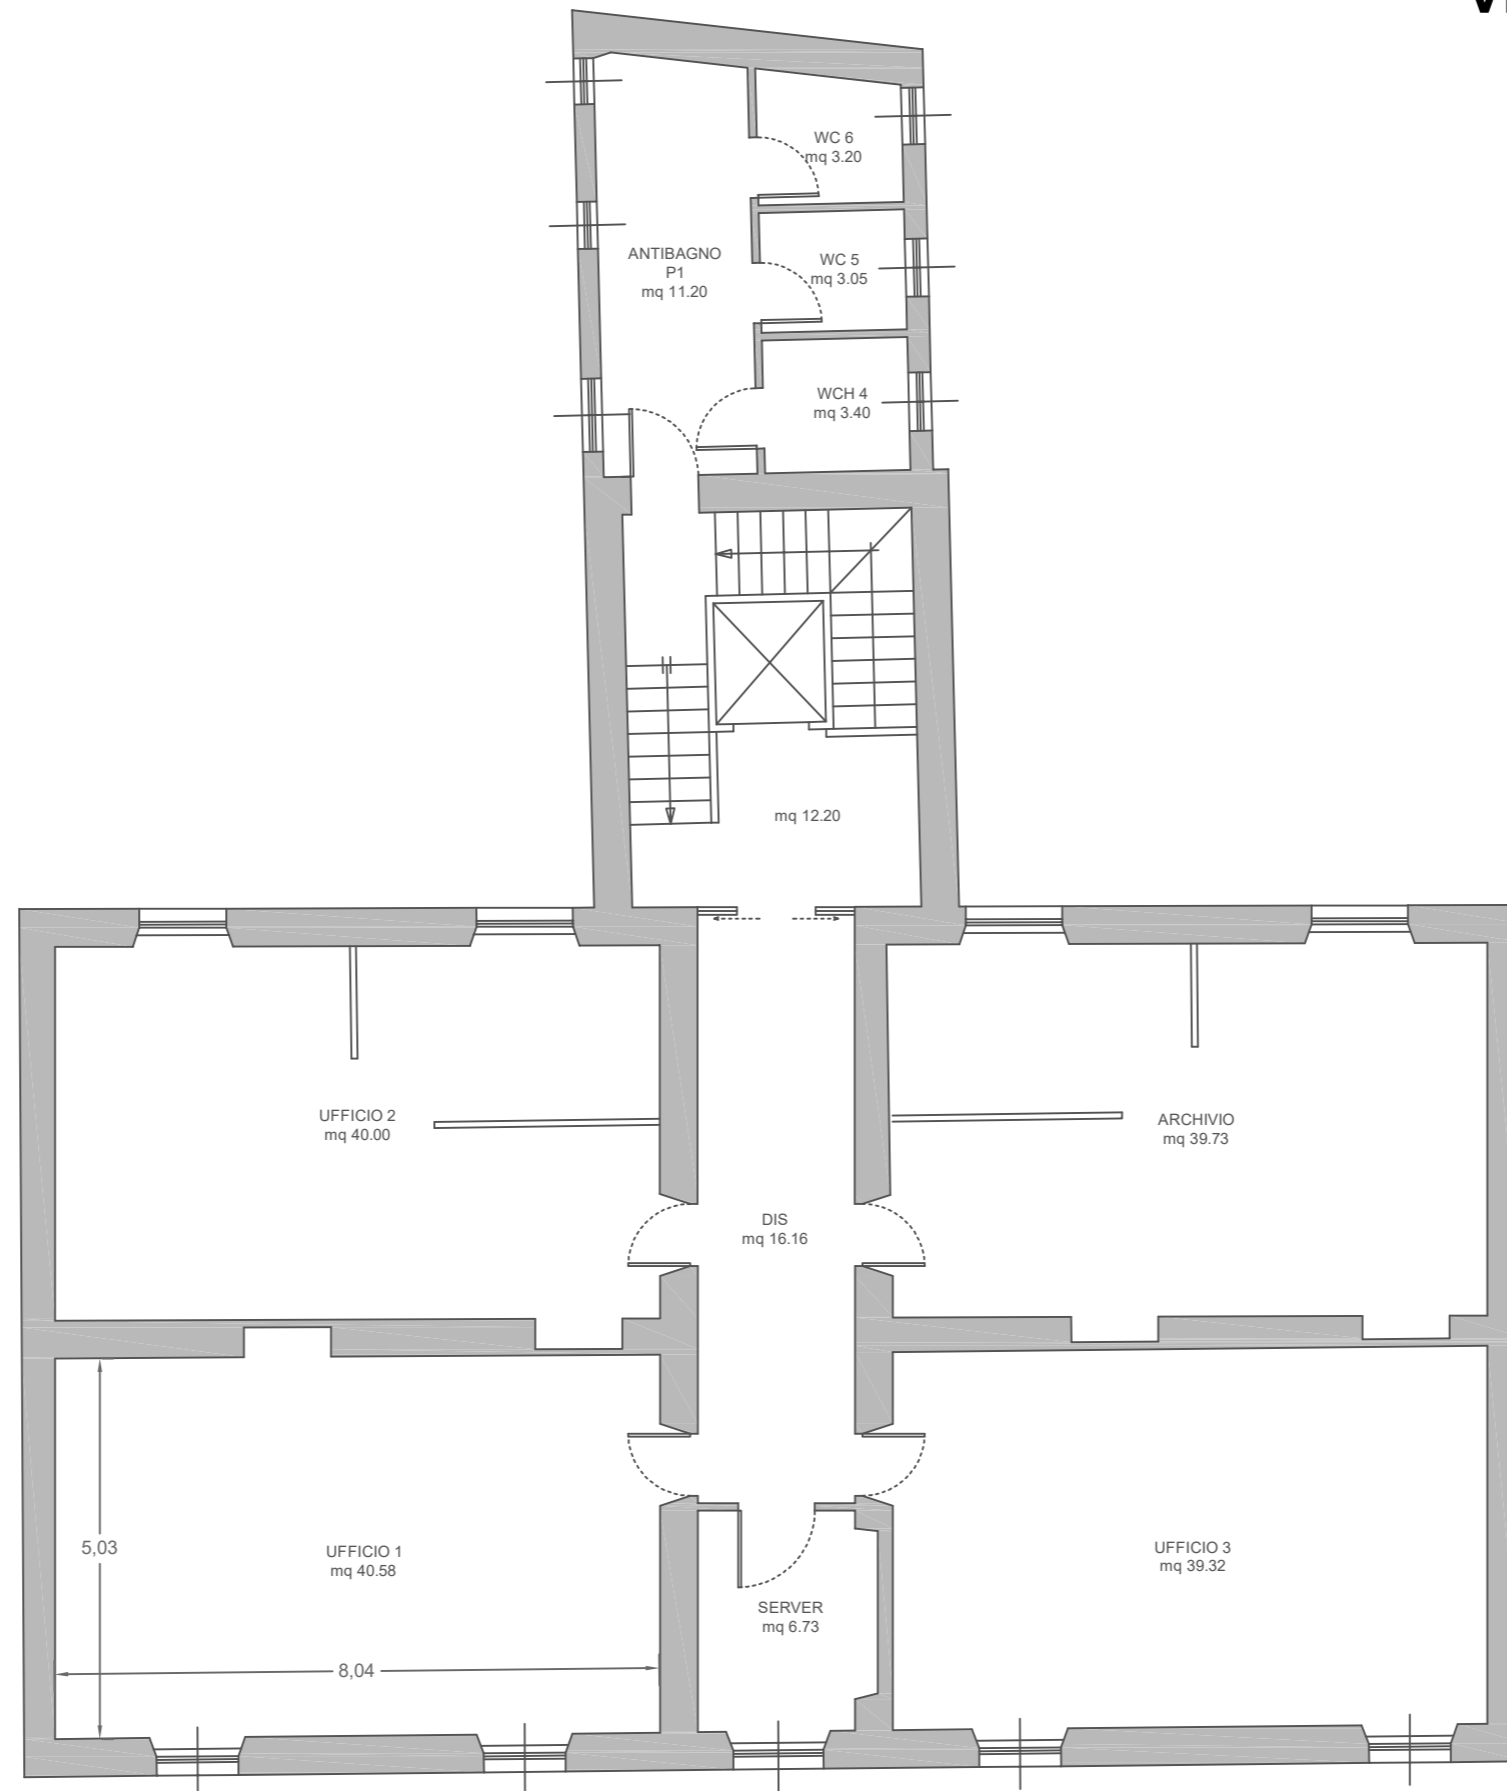 WC 6
mq 3.20
ANTIBAGNO
P1
mq 11.20
WC 5
mq 3.05
WCH 4
mq 3.40
mq 12.20
UFFICIO 2
mq 40.00
ARCHIVIO
mq 39.73
DIS
mq 16.16
5,03
UFFICIO 1
mq 40.58
UFFICIO 3
mq 39.32
SERVER
mq 6.73
8,04